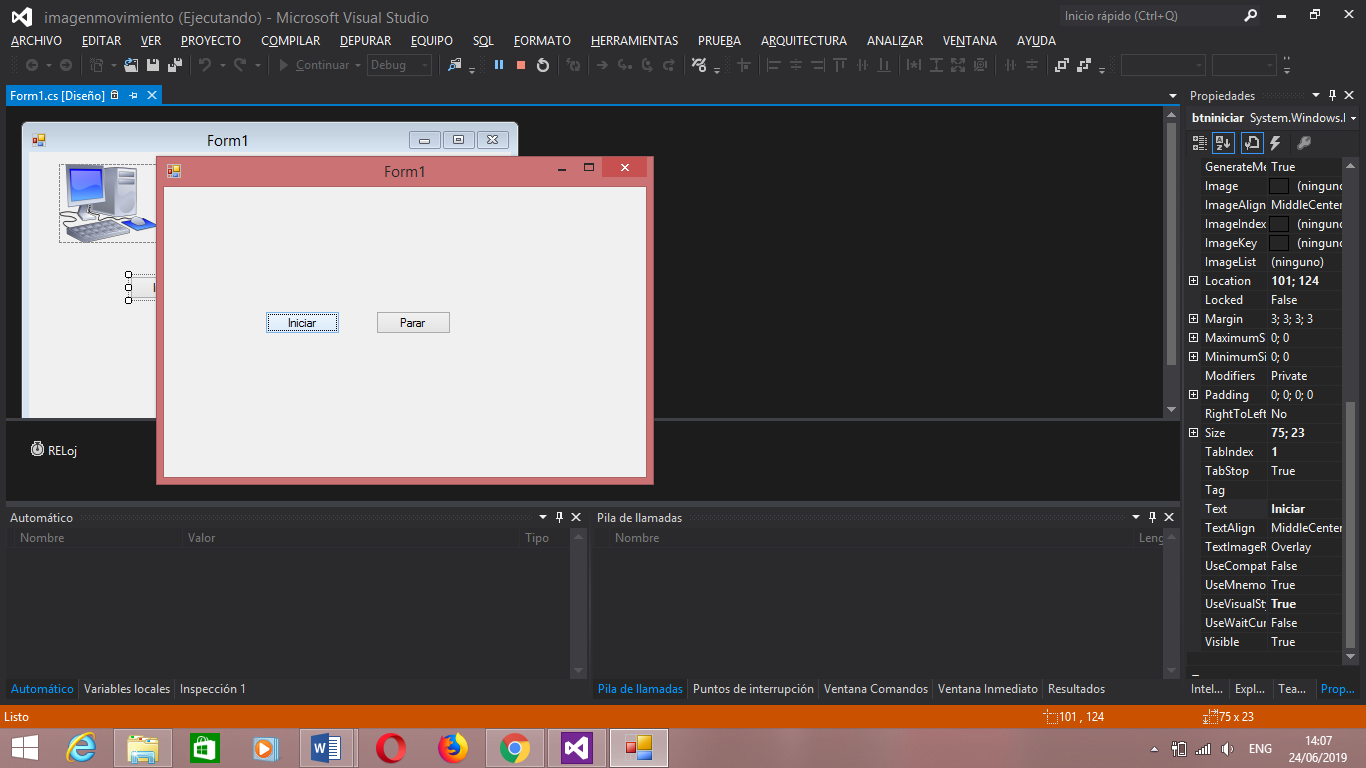 imagenmovimiento (Ejecutando) - Microsoft Visual Studio
Inicio rápido (Ctrl+Q)
ARCHIVO EDITAR VER PROYECTO COMPILAR DEPURAR EQUIPO SQL FORMATO HERRAMIENTAS PRUEBA ARQUITECTURA ANALIZAR VENTANA AYUDA
Continuar Debug
Form1.cs [Diseño]
Form1
Form1
Iniciar Parar
RELoj
Propiedades
btniniciar System.Windows.
GenerateMe True
Image (ninguno
ImageAlign MiddleCenter
ImageIndex (ninguno
ImageKey (ninguno
ImageList (ninguno)
Location 101; 124
Locked False
Margin 3; 3; 3; 3
MaximumS 0; 0
MinimumSi 0; 0
Modifiers Private
Padding 0; 0; 0; 0
RightToLeft No
Size 75; 23
TabIndex 1
TabStop True
Tag
Text Iniciar
TextAlign MiddleCenter
TextImageR Overlay
UseCompat False
UseMnemo True
UseVisualSt True
UseWaitCur False
Visible True
Automático
Nombre Valor Tipo
Pila de llamadas
Nombre Leng
Automático Variables locales Inspección 1
Pila de llamadas Puntos de interrupción Ventana Comandos Ventana Inmediato Resultados
Intel... Expl... Tea... Prop...
Listo
101 , 124
75 x 23
ENG
14:07
24/06/2019